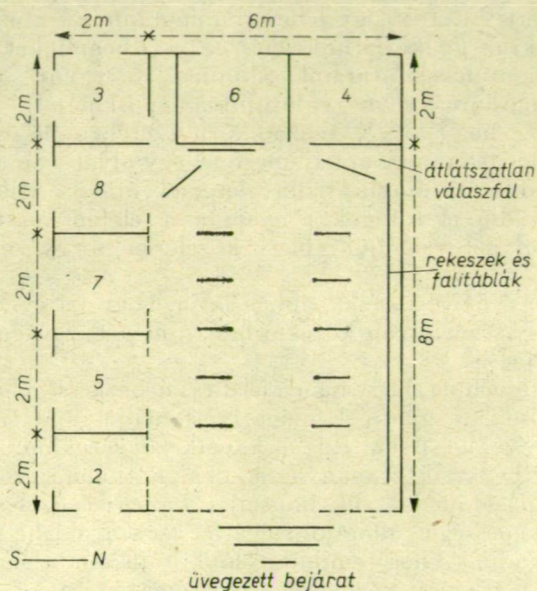 2m 6m
2m 3 6 4 2m
átlátszatlan
válaszfal
2m 8
rekeszek és
falitáblák
2m 7
8m
2m 5
2m 2
S N
üvegezett bejárat